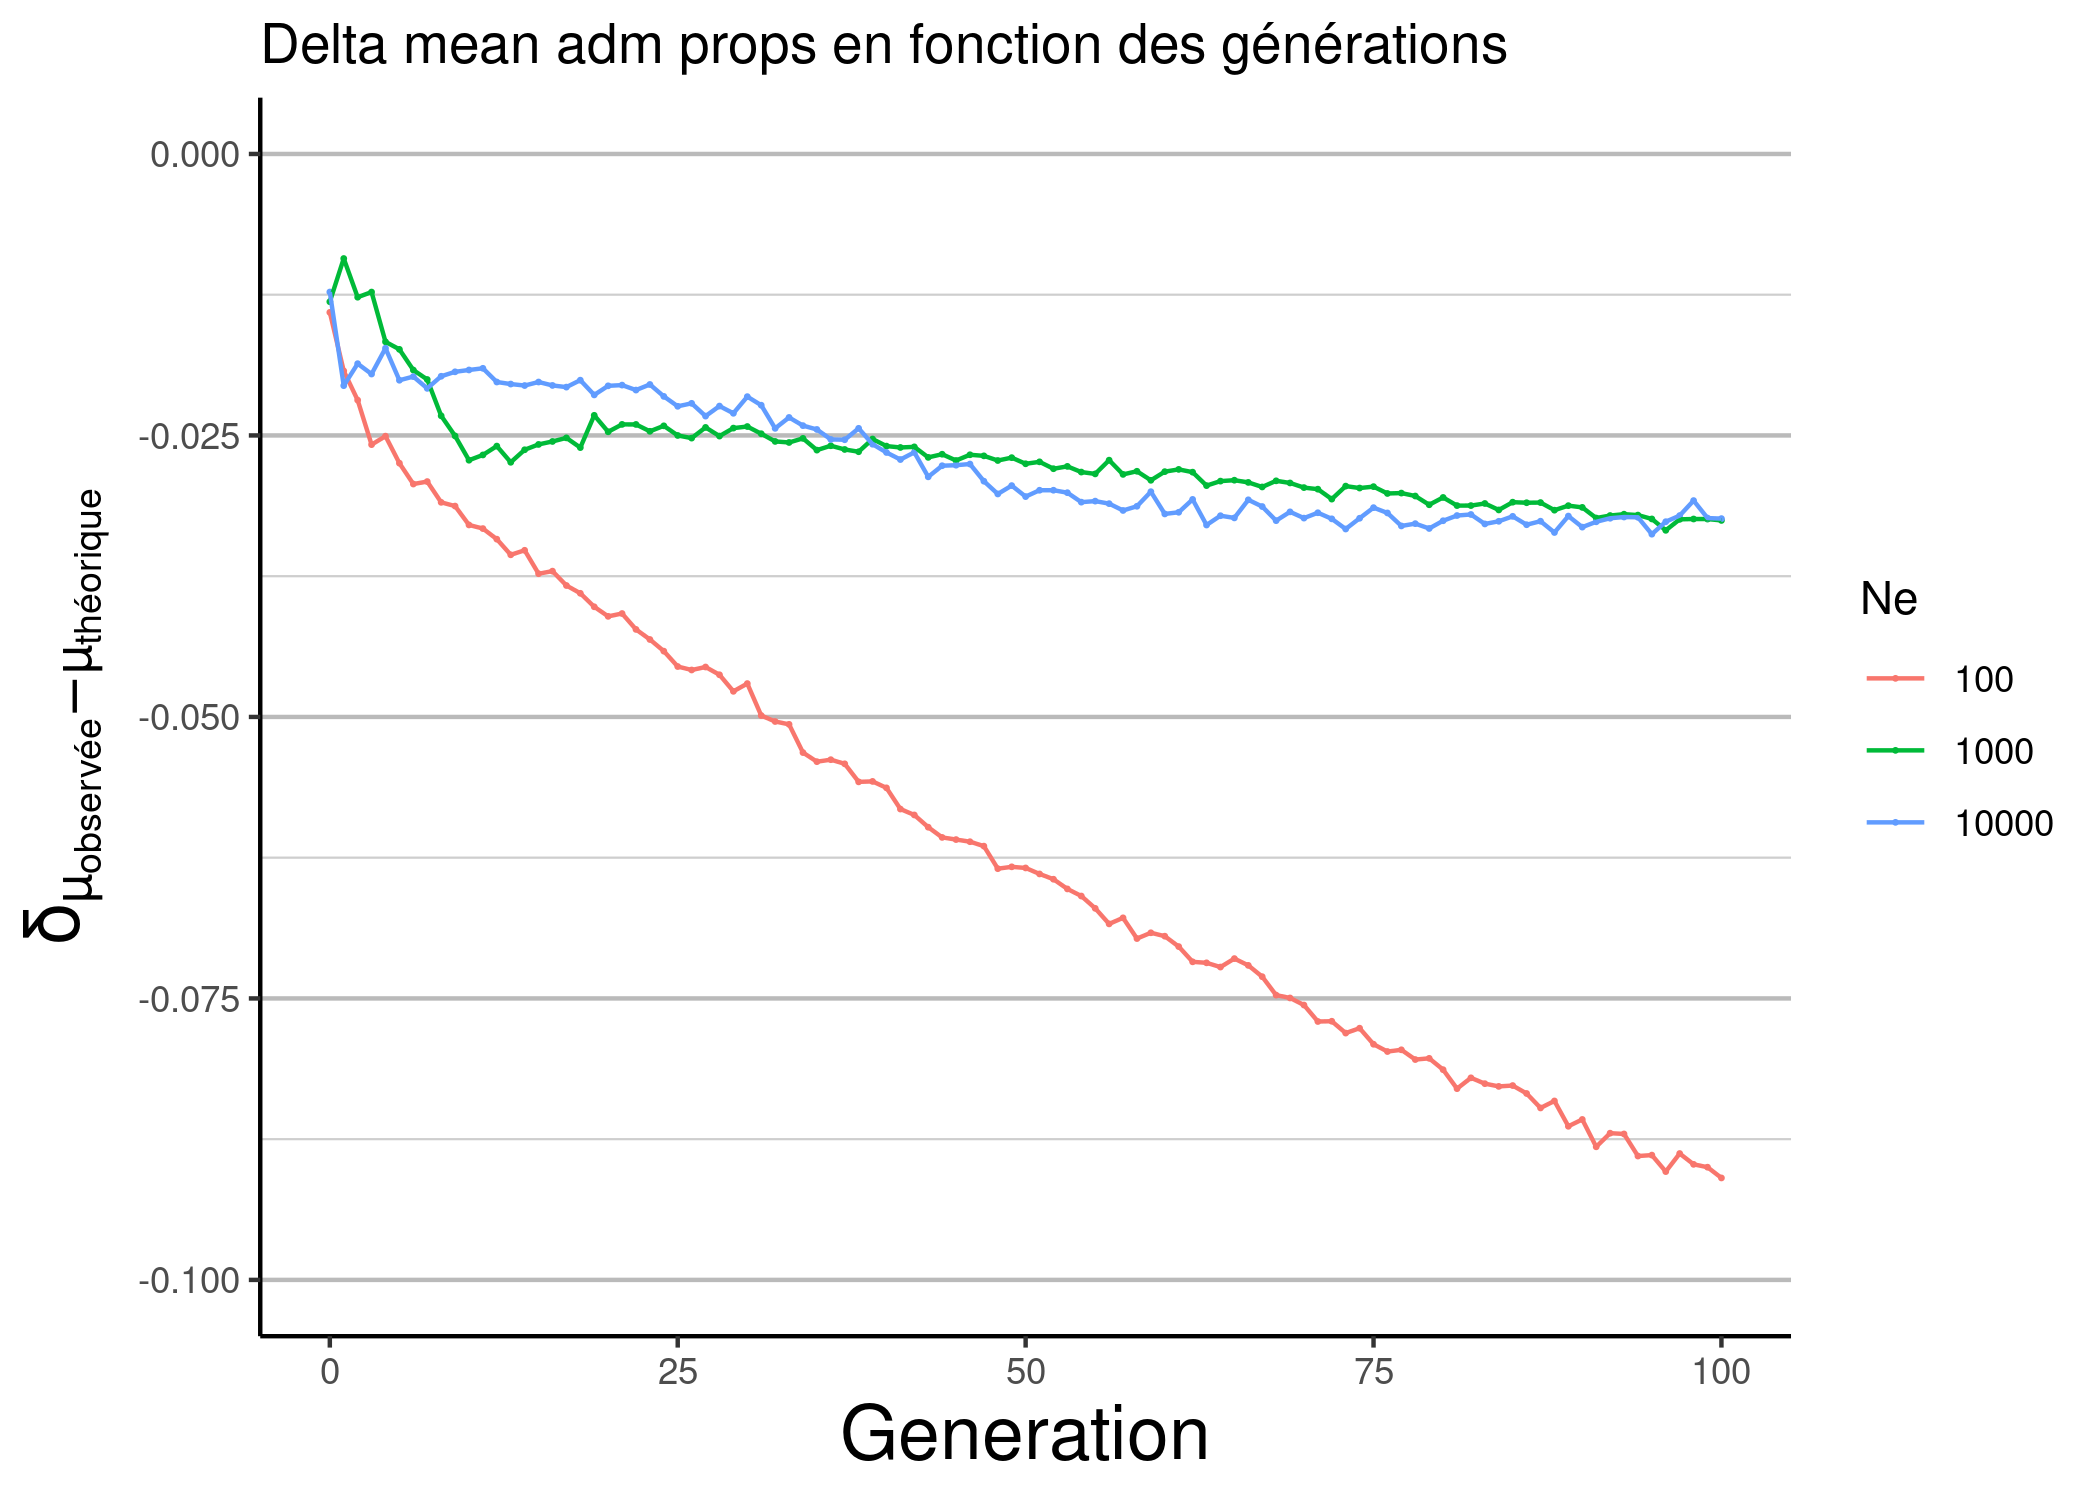 Delta mean adm props en fonction des générations
0.000
-0.025
-0.050
-0.075
-0.100
δμobservée−μthéorique
0 25 50 75 100
Generation
Ne
100
1000
10000